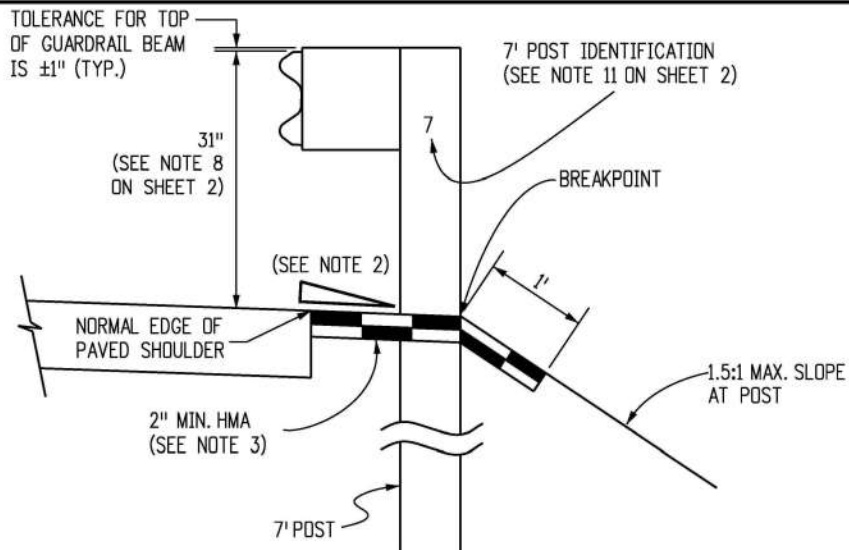 TOLERANCE FOR TOP
OF GUARDRAIL BEAM
IS ±1" (TYP.)
7' POST IDENTIFICATION
(SEE NOTE 11 ON SHEET 2)
31"
(SEE NOTE 8
ON SHEET 2)
7
BREAKPOINT
(SEE NOTE 2)
1'
NORMAL EDGE OF
PAVED SHOULDER
1.5:1 MAX. SLOPE
AT POST
2" MIN. HMA
(SEE NOTE 3)
7' POST